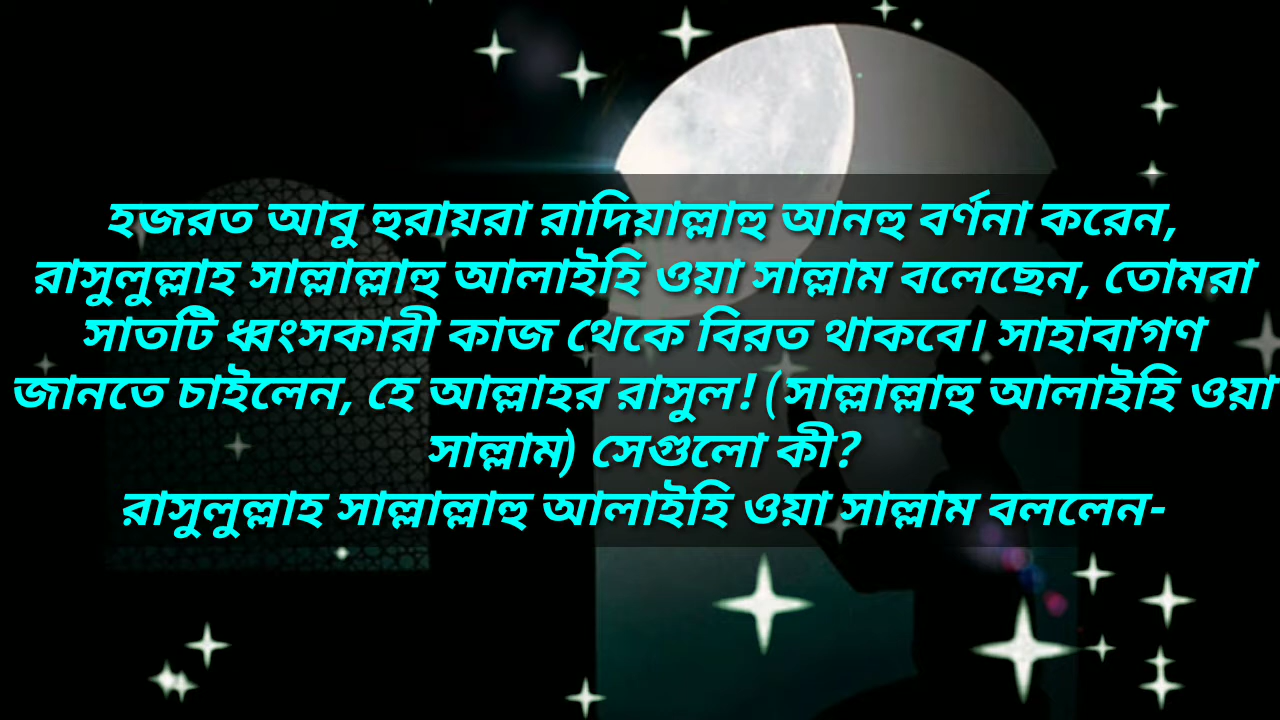 হজরত আবু হুরায়রা রাদিয়াল্লাহু আনহু বর্ণনা করেন,
রাসুলুল্লাহ সাল্লাল্লাহু আলাইহি ওয়া সাল্লাম বলেছেন, তোমরা
সাতটি ধ্বংসকারী কাজ থেকে বিরত থাকবে। সাহাবাগণ
জানতে চাইলেন, হে আল্লাহর রাসুল! (সাল্লাল্লাহু আলাইহি ওয়া
সাল্লাম) সেগুলো কী?
রাসুলুল্লাহ সাল্লাল্লাহু আলাইহি ওয়া সাল্লাম বললেন-